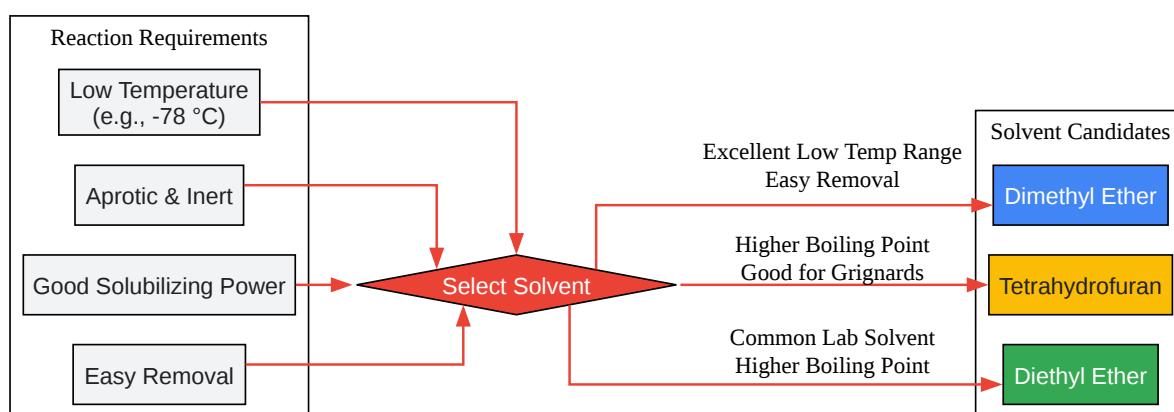 Reaction Requirements
Low Temperature
(e.g., -78 °C)
Aprotic & Inert
Good Solubilizing Power
Easy Removal
Select Solvent
Excellent Low Temp Range
Easy Removal
Higher Boiling Point
Good for Grignards
Common Lab Solvent
Higher Boiling Point
Solvent Candidates
Dimethyl Ether
Tetrahydrofuran
Diethyl Ether